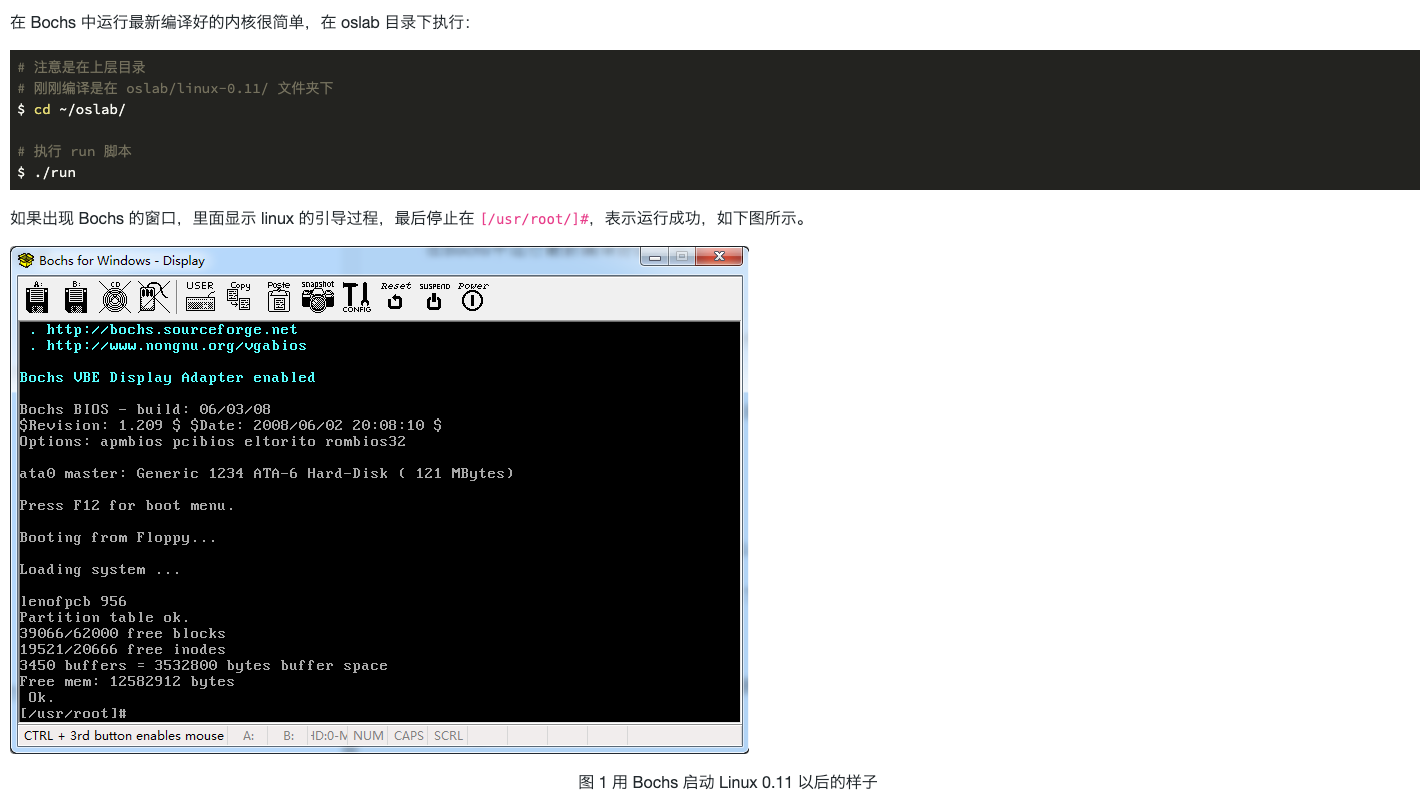 在 Bochs 中运行最新编译好的内核很简单，在 oslab 目录下执行：
# 注意是在上层目录
# 刚刚编译是在 oslab/linux-0.11/ 文件夹下
$ cd ~/oslab/
# 执行 run 脚本
$ ./run
如果出现 Bochs 的窗口，里面显示 linux 的引导过程，最后停止在 [/usr/root/]#，表示运行成功，如下图所示。
Bochs for Windows - Display
A: B: CD USER Copy Paste snapshot CONFIG Reset SUSPEND Power
. http://bochs.sourceforge.net
. http://www.nongnu.org/vgabios
Bochs VBE Display Adapter enabled
Bochs BIOS - build: 06/03/08
$Revision: 1.209 $ $Date: 2008/06/02 20:08:10 $
Options: apmbios pcibios eltorito rombios32
ata0 master: Generic 1234 ATA-6 Hard-Disk ( 121 MBytes)
Press F12 for boot menu.
Booting from Floppy...
Loading system ...
lenofpcb 956
Partition table ok.
39066/62000 free blocks
19521/20666 free inodes
3450 buffers = 3532800 bytes buffer space
Free mem: 12582912 bytes
Ok.
[/usr/root]#
CTRL + 3rd button enables mouse A: B: HD:0-M NUM CAPS SCRL
图 1 用 Bochs 启动 Linux 0.11 以后的样子